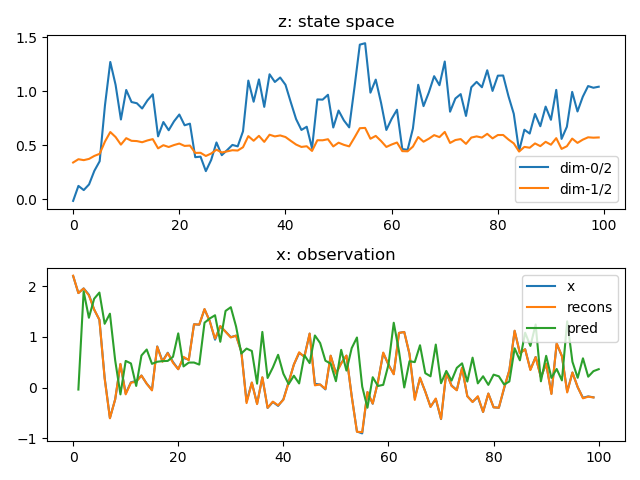 z: state space
1.5
1.0
0.5
0.0
dim-0/2
dim-1/2
0 20 40 60 80 100
x: observation
2
1
0
−1
x
recons
pred
0 20 40 60 80 100